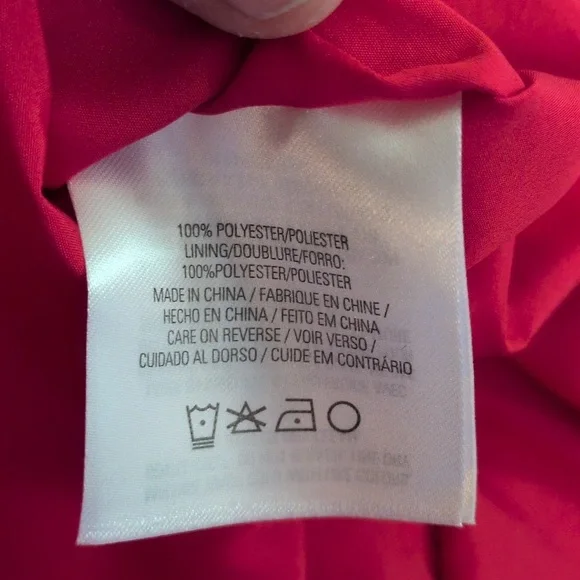 100% POLYESTER/POLIESTER
LINING/DOUBLURE/FORRO:
100%POLYESTER/POLIESTER
MADE IN CHINA / FABRIQUE EN CHINE /
HECHO EN CHINA / FEITO EM CHINA
CARE ON REVERSE / VOIR VERSO /
CUIDADO AL DORSO / CUIDE EM CONTRÁRIO